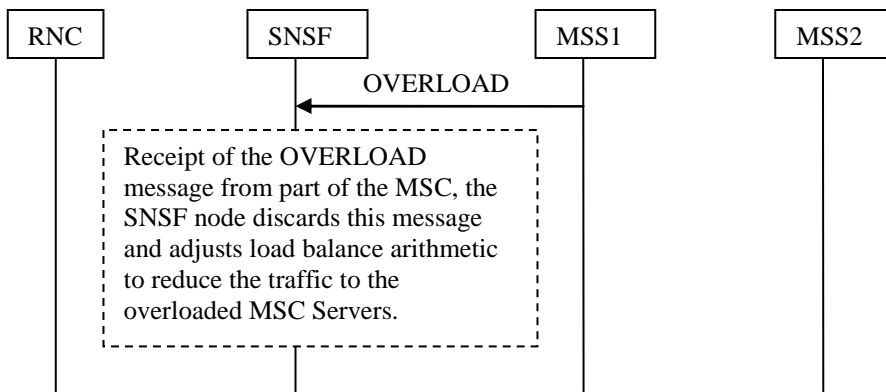 RNC SNSF MSS1 MSS2
OVERLOAD
Receipt of the OVERLOAD
message from part of the MSC, the
SNSF node discards this message
and adjusts load balance arithmetic
to reduce the traffic to the
overloaded MSC Servers.